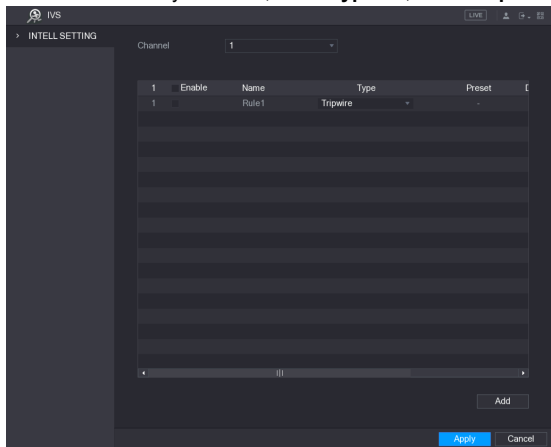 IVS
LIVE
> INTELL SETTING
Channel 1
1 Enable Name Type Preset
1 Rule1 Tripwire -
Add
Apply Cancel